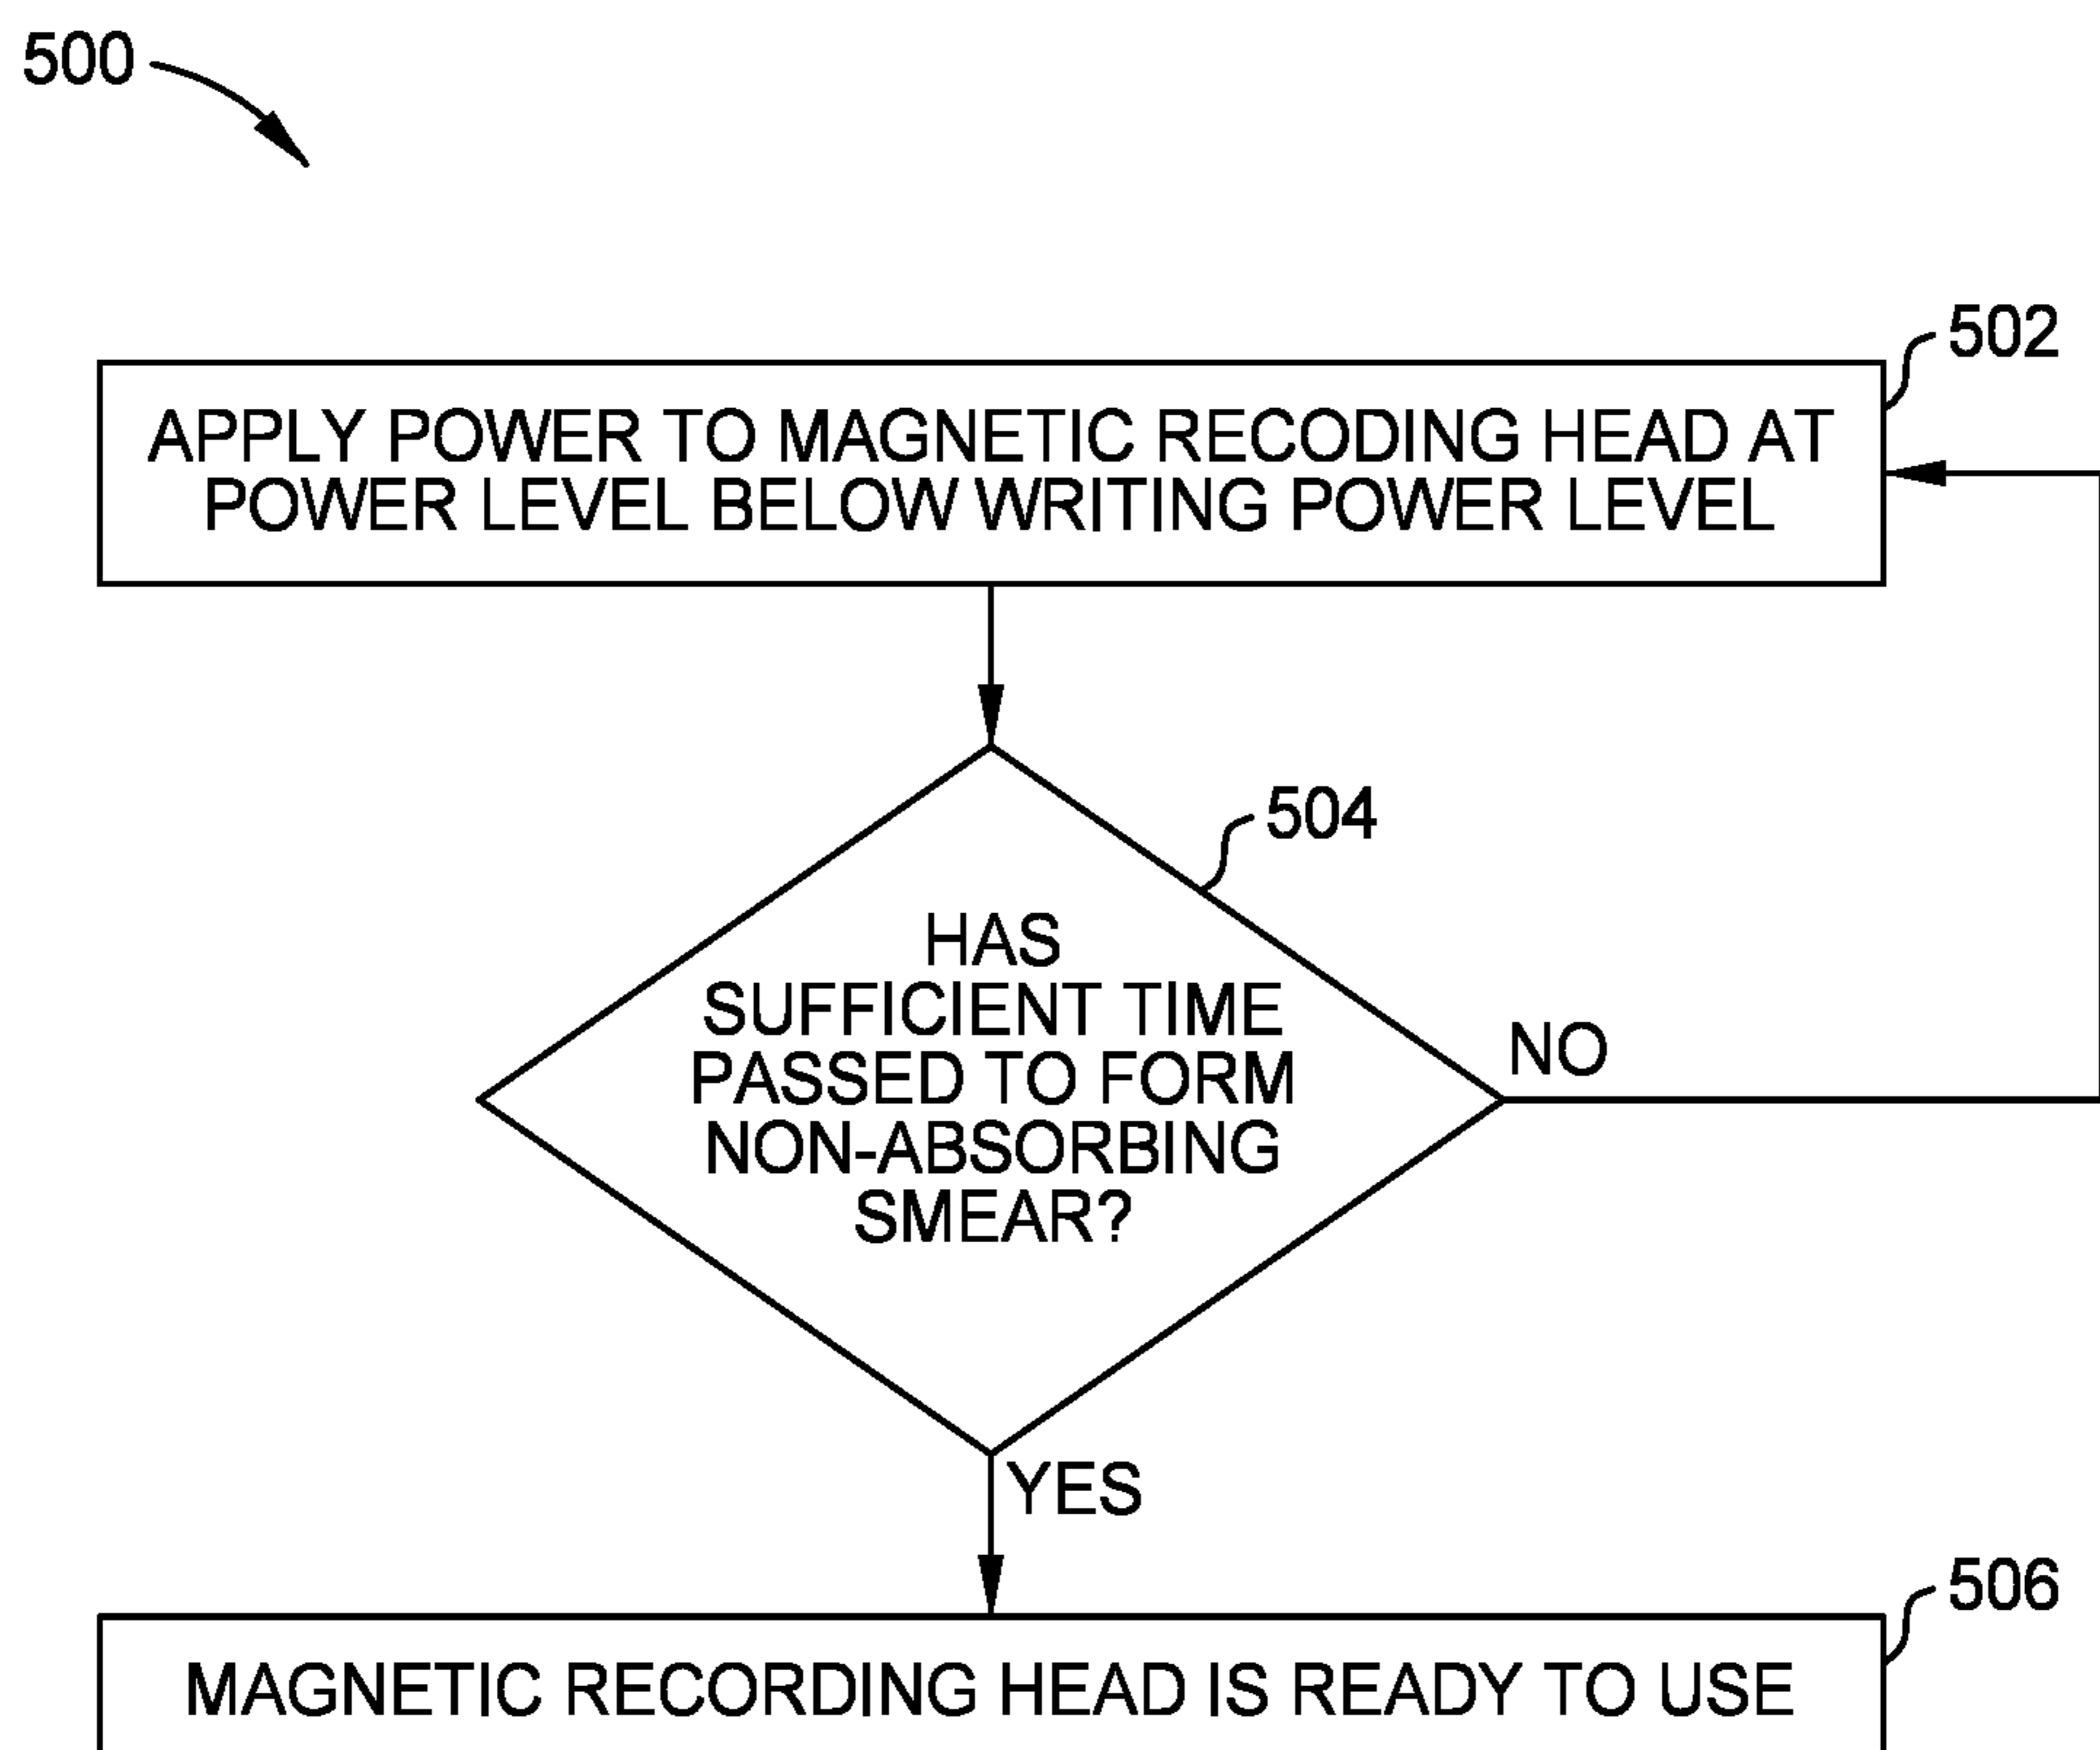 500
502
APPLY POWER TO MAGNETIC RECODING HEAD AT
POWER LEVEL BELOW WRITING POWER LEVEL
504
HAS
SUFFICIENT TIME
PASSED TO FORM
NON-ABSORBING
SMEAR?
NO
YES
506
MAGNETIC RECORDING HEAD IS READY TO USE